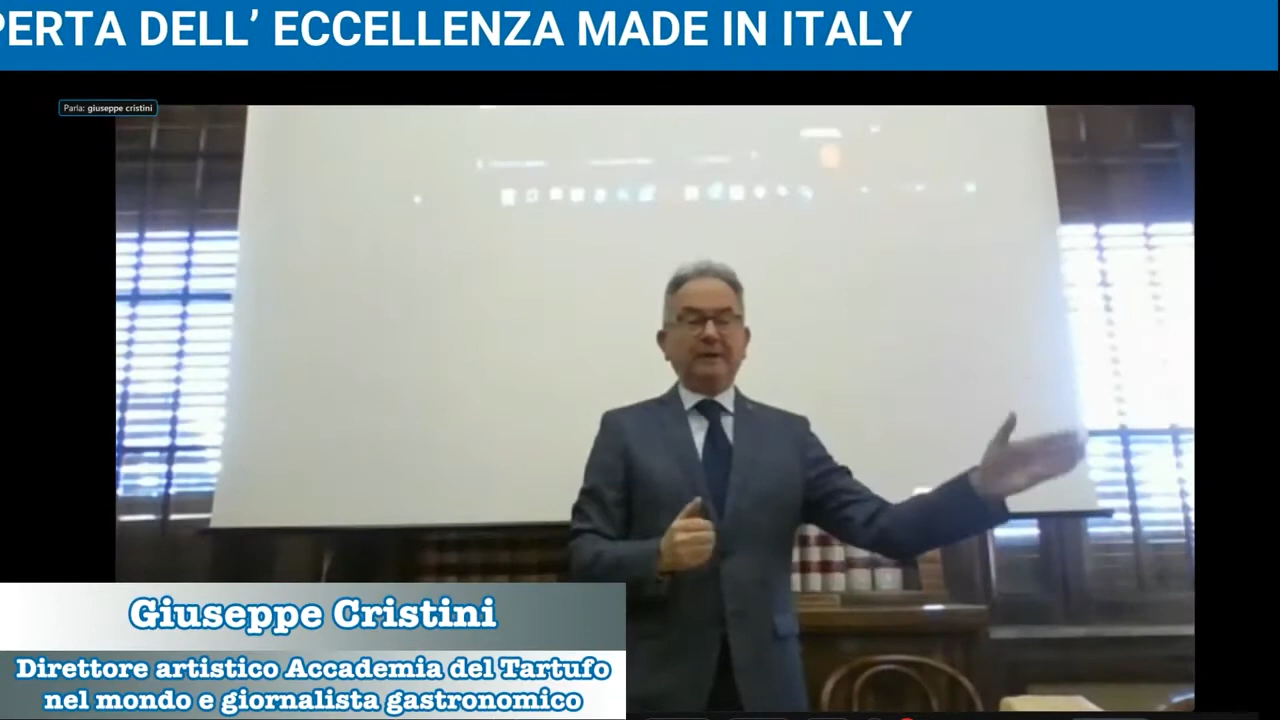 PERTA DELL’ ECCELLENZA MADE IN ITALY
Parla: giuseppe cristini
Giuseppe Cristini
Direttore artistico Accademia del Tartufo
nel mondo e giornalista gastronomico